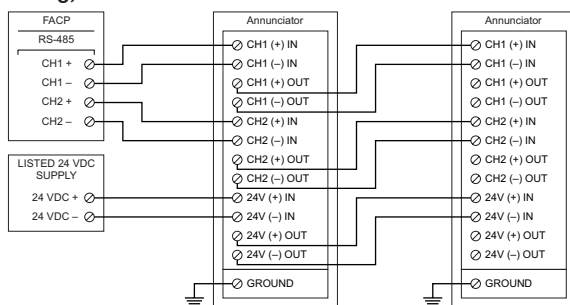 FACP
RS-485
CH1 +
CH1 –
CH2 +
CH2 –
LISTED 24 VDC
SUPPLY
24 VDC +
24 VDC –
Annunciator
CH1 (+) IN
CH1 (–) IN
CH1 (+) OUT
CH1 (–) OUT
CH2 (+) IN
CH2 (–) IN
CH2 (+) OUT
CH2 (–) OUT
24V (+) IN
24V (–) IN
24V (+) OUT
24V (–) OUT
GROUND
Annunciator
CH1 (+) IN
CH1 (–) IN
CH1 (+) OUT
CH1 (–) OUT
CH2 (+) IN
CH2 (–) IN
CH2 (+) OUT
CH2 (–) OUT
24V (+) IN
24V (–) IN
24V (+) OUT
24V (–) OUT
GROUND